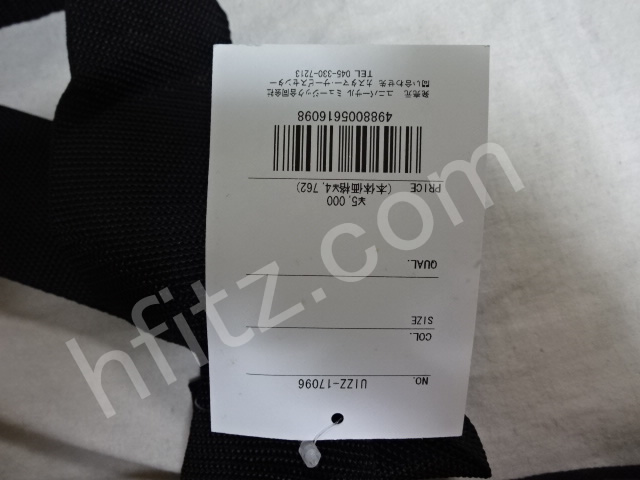 NO. UIZZ-17096
COL.
SIZE
QUAL.
¥5,000
PRICE (本体価格¥4,762)
4988005616098
発売元 ユニバーサル ミュージック合同会社
問い合わせ先 カスタマーサービスセンター
TEL 045-330-7213
hfitz.com